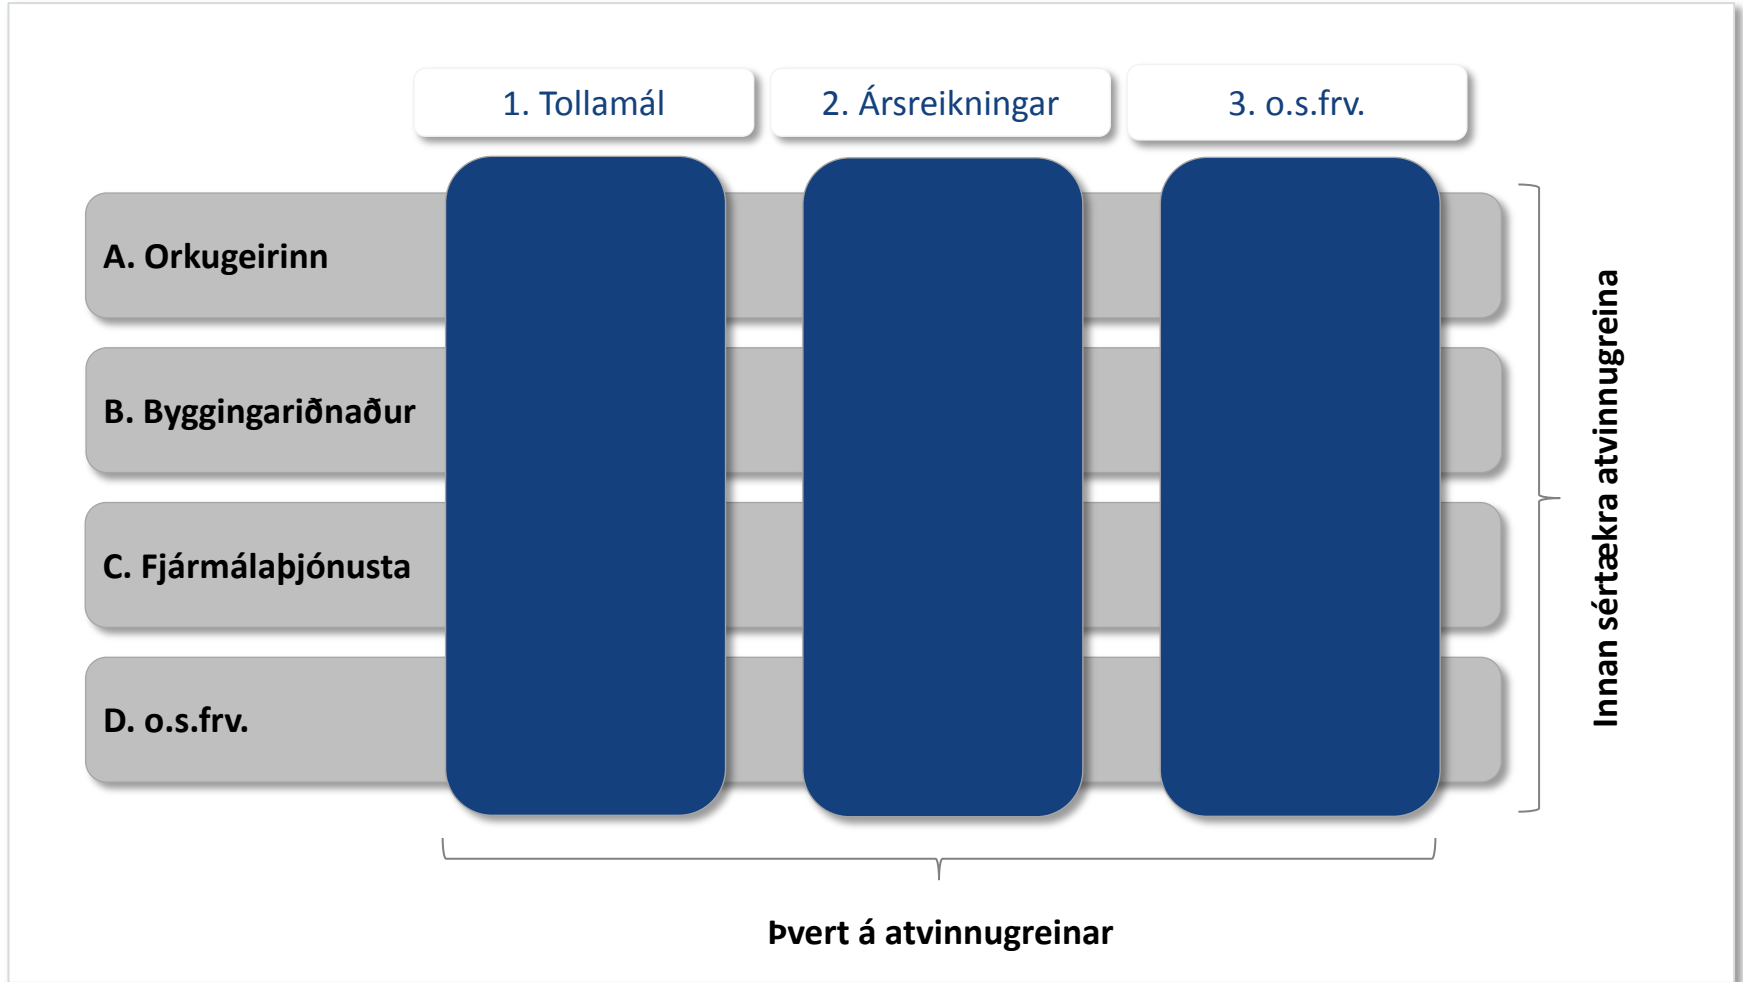 1. Tollamál
2. Ársreikningar
3. o.s.frv.
A. Orkugeirinn
B. Byggingariðnaður
C. Fjármálaþjónusta
D. o.s.frv.
Innan sértækra atvinnugreina
Þvert á atvinnugreinar